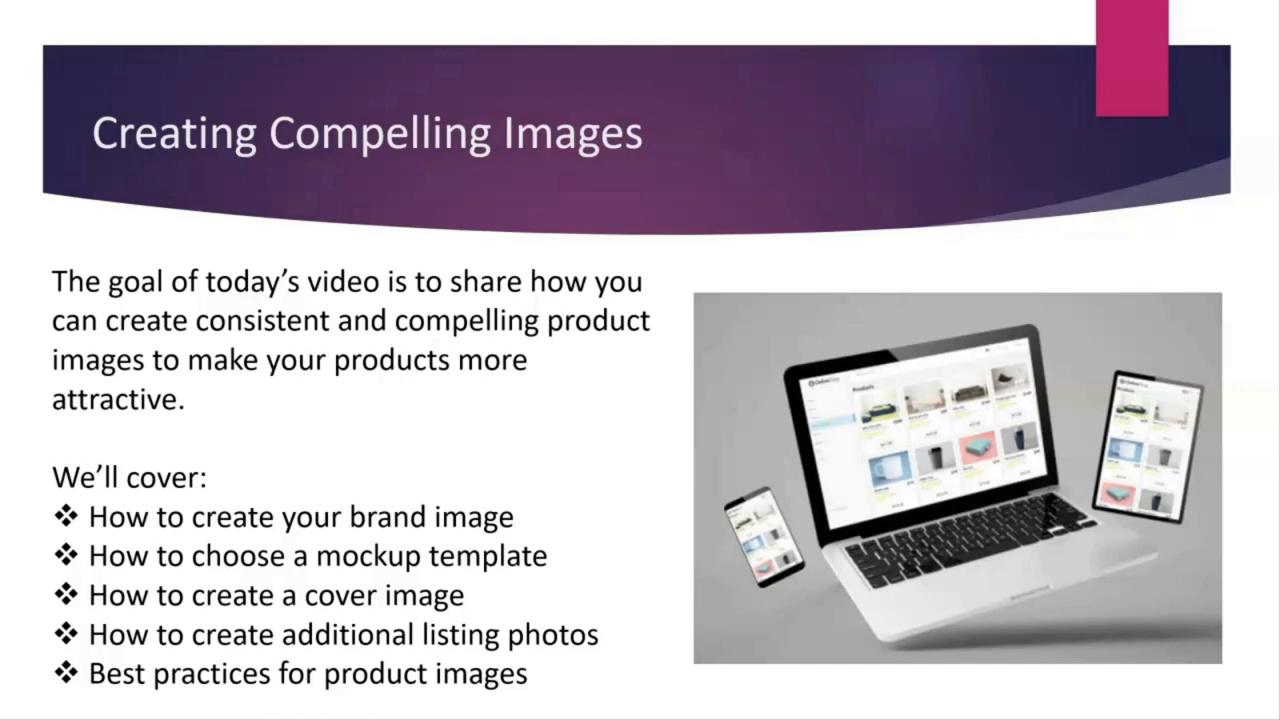 Creating Compelling Images
The goal of today’s video is to share how you
can create consistent and compelling product
images to make your products more
attractive.
We’ll cover:
❖ How to create your brand image
❖ How to choose a mockup template
❖ How to create a cover image
❖ How to create additional listing photos
❖ Best practices for product images
Products